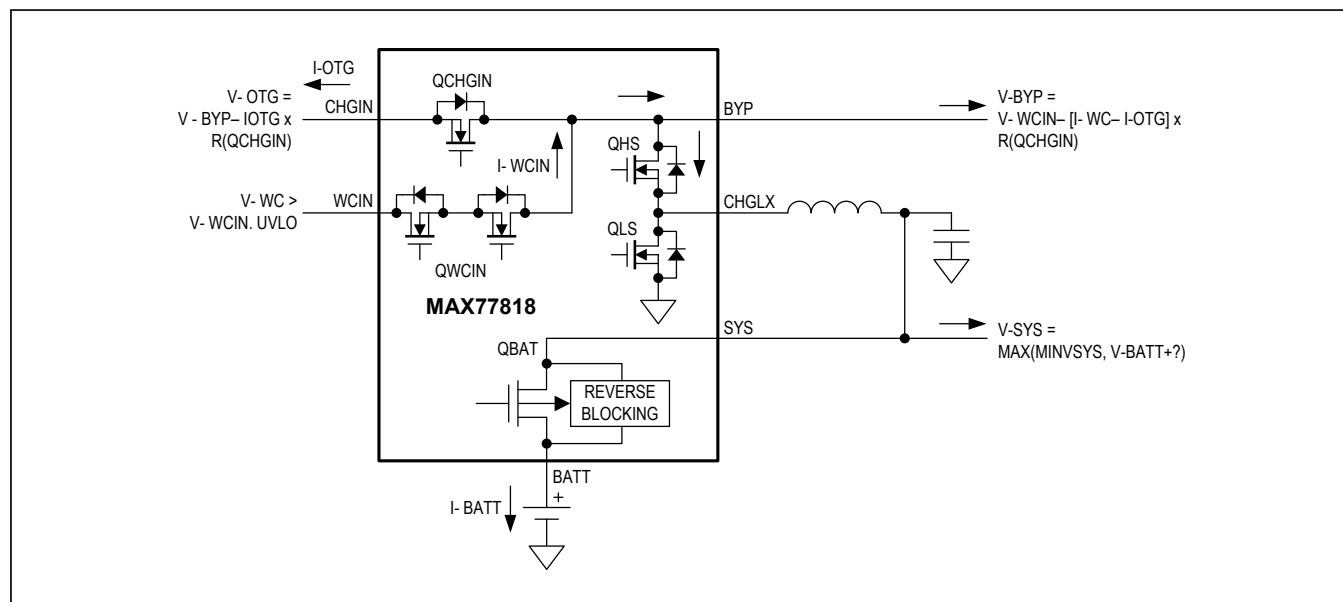 I-OTG
V- OTG =
V - BYP– IOTG x
R(QCHGIN)
CHGIN
QCHGIN
BYP
V-BYP =
V- WCIN– [I- WC– I-OTG] x
R(QCHGIN)
I- WCIN
QHS
V- WC >
V- WCIN. UVLO
WCIN
QWCIN
CHGLX
QLS
MAX77818
SYS
V-SYS =
MAX(MINVSYS, V-BATT+?)
QBAT
REVERSE
BLOCKING
BATT
I- BATT
+